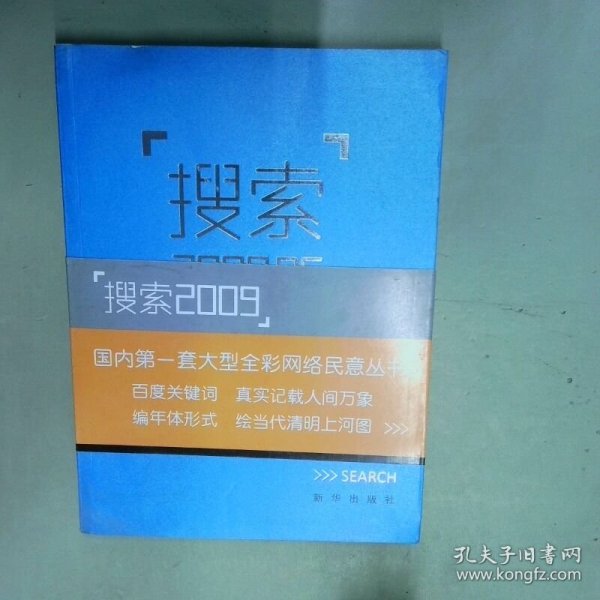 「搜索」
「搜索2009」
国内第一套大型全彩网络民意丛书
百度关键词 真实记载人间万象
编年体形式 绘当代清明上河图 >>>
>>> SEARCH
新华出版社
孔夫子旧书网
www.kongfz.com